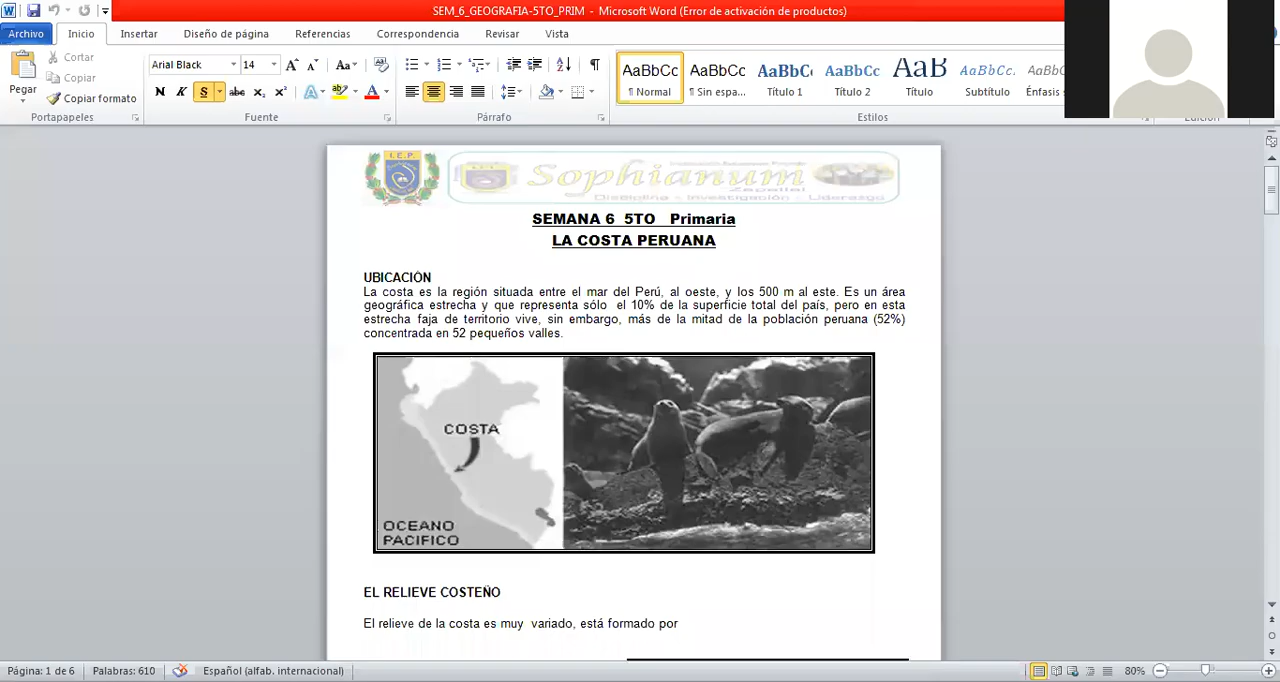 SEM_6_GEOGRAFIA-5TO_PRIM - Microsoft Word (Error de activación de productos)
Archivo Inicio Insertar Diseño de página Referencias Correspondencia Revisar Vista
Pegar
Cortar
Copiar
Copiar formato
Portapapeles
Arial Black 14
Fuente
Párrafo
AaBbCc AaBbCc AaBbC AaBbCc AaB AaBbCc. AaBbC
¶ Normal ¶ Sin espa... Título 1 Título 2 Título Subtítulo Énfasis
Estilos
Edición
I.E.P.
Sophianum
Disciplina - Investigación - Liderazgo
SEMANA 6 5TO Primaria
LA COSTA PERUANA
UBICACIÓN
La costa es la región situada entre el mar del Perú, al oeste, y los 500 m al este. Es un área
geográfica estrecha y que representa sólo el 10% de la superficie total del país, pero en esta
estrecha faja de territorio vive, sin embargo, más de la mitad de la población peruana (52%)
concentrada en 52 pequeños valles.
COSTA
OCEANO
PACIFICO
EL RELIEVE COSTEÑO
El relieve de la costa es muy variado, está formado por
Página: 1 de 6 Palabras: 610 Español (alfab. internacional) 80%